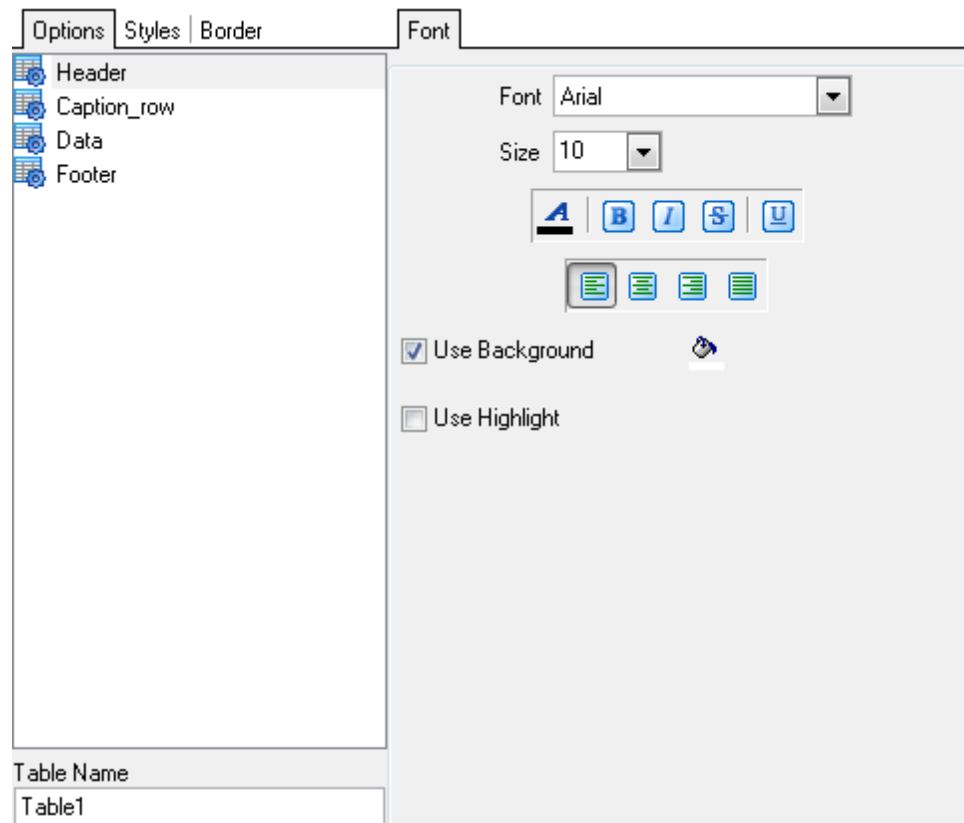 Options Styles Border
Header
Caption_row
Data
Footer
Table Name
Table1
Font
Font Arial
Size 10
A B I S U
Use Background
Use Highlight